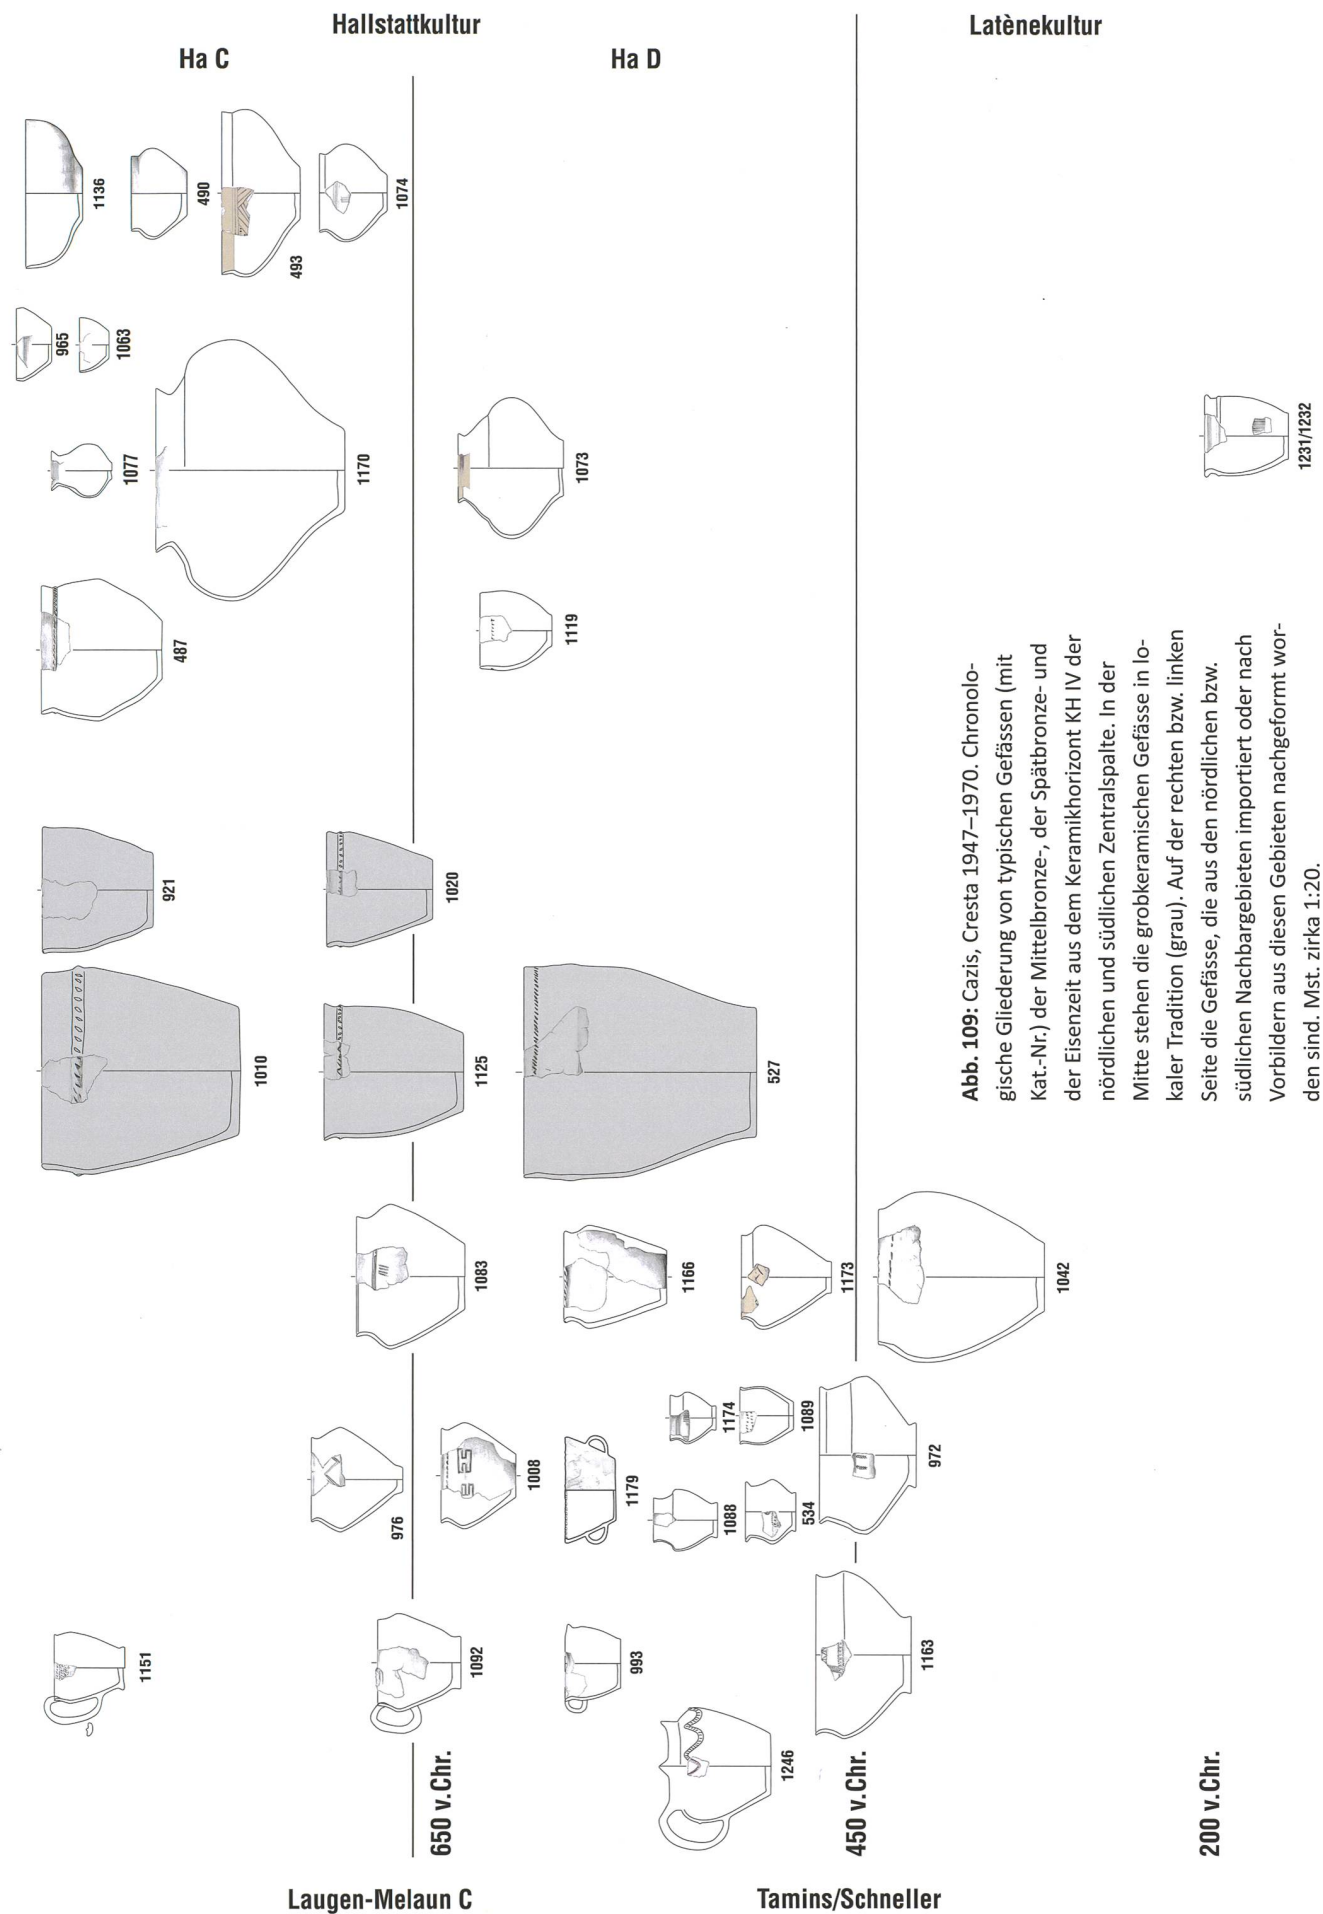 Hallstattkultur
Latènekultur
Ha C
Ha D
1136
490
493
1074
965
1063
1077
1170
1073
1231/1232
487
1119
921
1020
1010
1125
527
1083
1166
1173
1042
976
1008
1179
1174
1089
1088
534
972
1151
1092
993
1246
1163
650 v.Chr.
450 v.Chr.
200 v.Chr.
Laugen-Melaun C
Tamins/Schneller
Abb. 109: Cazis, Cresta 1947–1970. Chronolo-
gische Gliederung von typischen Gefässen (mit
Kat.-Nr.) der Mittelbronze-, der Spätbronze- und
der Eisenzeit aus dem Keramikhorizont KH IV der
nördlichen und südlichen Zentralspalte. In der
Mitte stehen die grobkeramischen Gefässe in lo-
kaler Tradition (grau). Auf der rechten bzw. linken
Seite die Gefässe, die aus den nördlichen bzw.
südlichen Nachbargebieten importiert oder nach
Vorbildern aus diesen Gebieten nachgeformt wor-
den sind. Mst. zirka 1:20.